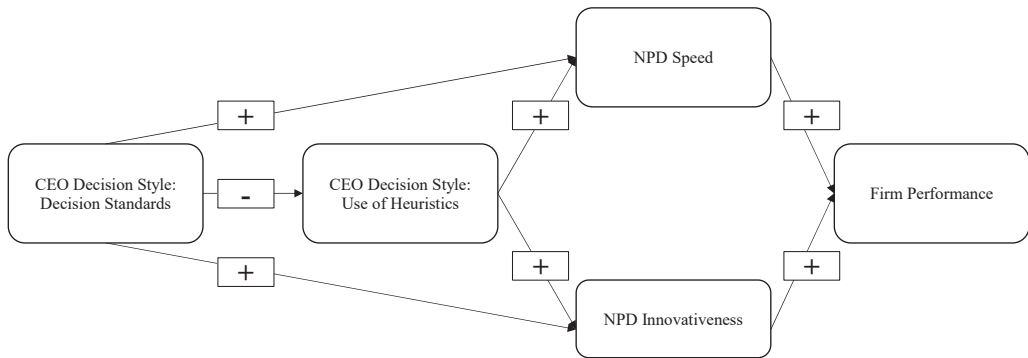 NPD Speed
+
+
+
CEO Decision Style:
Decision Standards
-
CEO Decision Style:
Use of Heuristics
Firm Performance
+
+
+
NPD Innovativeness